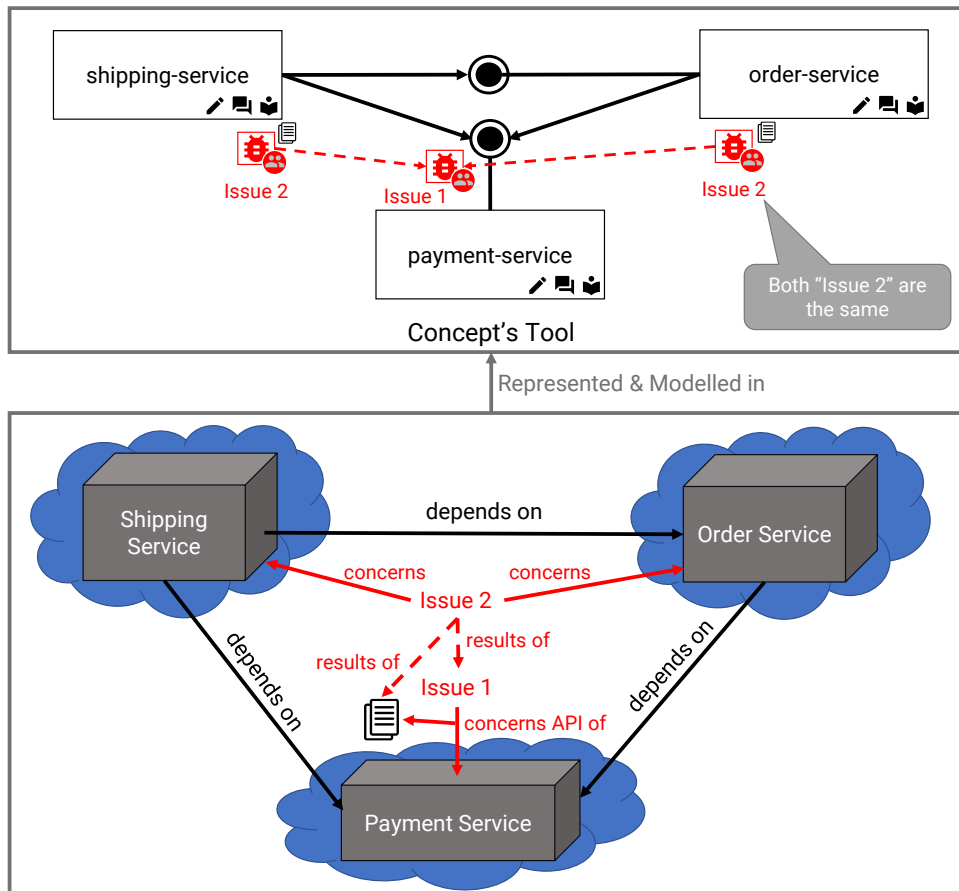 shipping-service
order-service
Issue 2
Issue 1
Issue 2
payment-service
Both “Issue 2” are
the same
Concept's Tool
Represented & Modelled in
Shipping
Service
depends on
Order Service
concerns
concerns
Issue 2
results of
results of
depends on
depends on
Issue 1
concerns API of
Payment Service